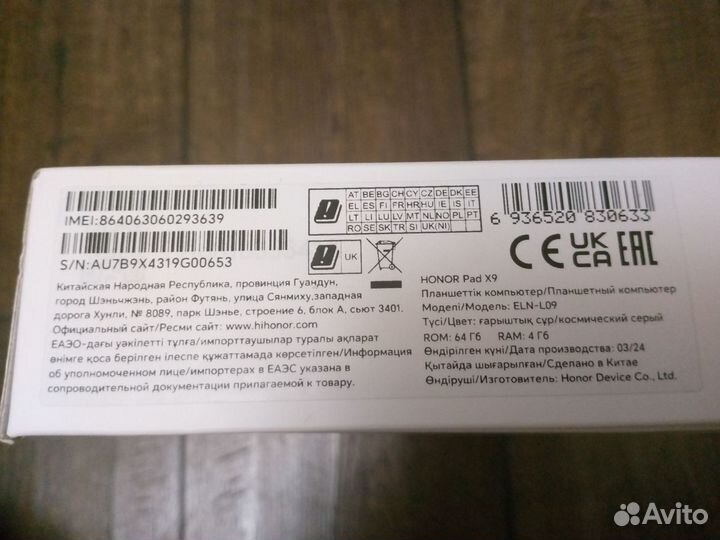 IMEI:864063060293639
S/N:AU7B9X4319G00653
AT BE BG CH CY CZ DE DK EE
EL ES FI FR HR HU IE IS IT
LT LI LU LV MT NL NO PL PT
RO SE SK TR SI UK(NI)
UK
6 936520 830633
CE UK CA EAC
Китайская Народная Республика, провинция Гуандун,
город Шэньчжэнь, район Футянь, улица Сянмиху,западная
дорога Хунли, № 8089, парк Шэнье, строение 6, блок А, сьют 3401.
Официальный сайт/Ресми сайт: www.hihonor.com
ЕАЭО-дағы уәкілетті тұлға/импорттаушылар туралы ақпарат
өнімге қоса берілген ілеспе құжаттамада көрсетілген/Информация
об уполномоченном лице/импортерах в ЕАЭС указана в
сопроводительной документации прилагаемой к товару.
HONOR Pad X9
Планшеттік компьютер/Планшетный компьютер
Моделі/Модель: ELN-L09
Түсі/Цвет: ғарыштық сұр/космический серый
ROM: 64 Гб RAM: 4 Гб
Өндірілген күні/Дата производства: 03/24
Қытайда шығарылған/Сделано в Китае
Өндіруші/Изготовитель: Honor Device Co., Ltd.
Avito